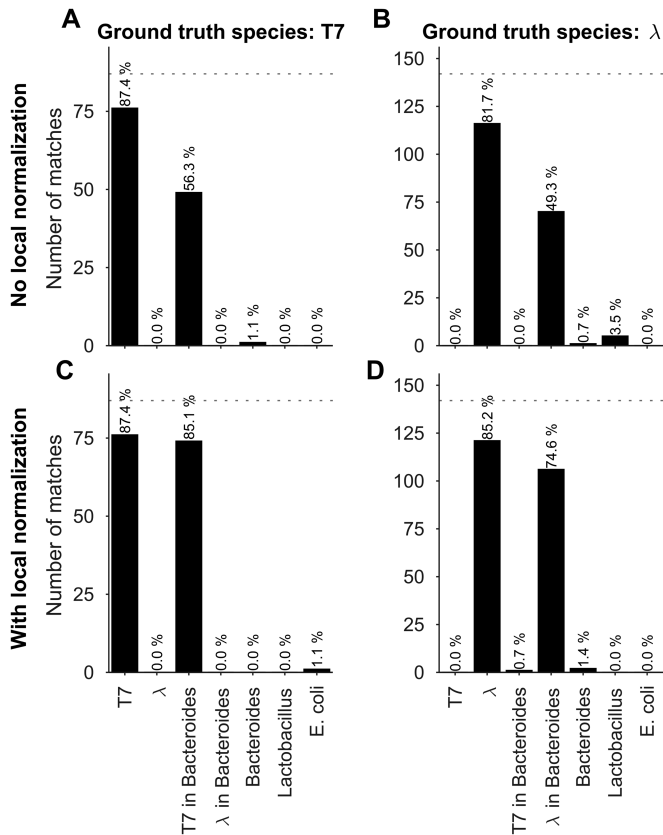 A
Ground truth species: T7
B
Ground truth species: λ
No local normalization
Number of matches
75
50
25
0
87.4 %
0.0 %
56.3 %
0.0 %
1.1 %
0.0 %
0.0 %
150
125
100
75
50
25
0
0.0 %
81.7 %
0.0 %
49.3 %
0.7 %
3.5 %
0.0 %
C
D
With local normalization
Number of matches
75
50
25
0
87.4 %
0.0 %
85.1 %
0.0 %
0.0 %
0.0 %
1.1 %
150
125
100
75
50
25
0
0.0 %
85.2 %
0.7 %
74.6 %
1.4 %
0.0 %
0.0 %
T7
λ
T7 in Bacteroides
λ in Bacteroides
Bacteroides
Lactobacillus
E. coli
T7
λ
T7 in Bacteroides
λ in Bacteroides
Bacteroides
Lactobacillus
E. coli